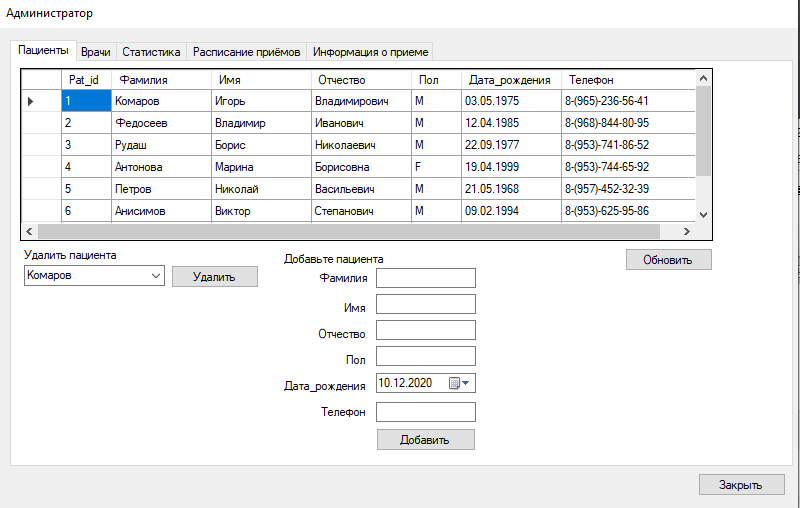 Администратор
Пациенты Врачи Статистика Расписание приёмов Информация о приеме
Pat_id Фамилия Имя Отчество Пол Дата_рождения Телефон
1 Комаров Игорь Владимирович M 03.05.1975 8-(965)-236-56-41
2 Федосеев Владимир Иванович M 12.04.1985 8-(968)-844-80-95
3 Рудаш Борис Николаевич M 22.09.1977 8-(953)-741-86-52
4 Антонова Марина Борисовна F 19.04.1999 8-(953)-744-65-92
5 Петров Николай Васильевич M 21.05.1968 8-(957)-452-32-39
6 Анисимов Виктор Степанович M 09.02.1994 8-(953)-625-95-86
Удалить пациента Добавьте пациента Обновить
Комаров Удалить Фамилия
Имя
Отчество
Пол
Дата_рождения 10.12.2020
Телефон
Добавить
Закрыть